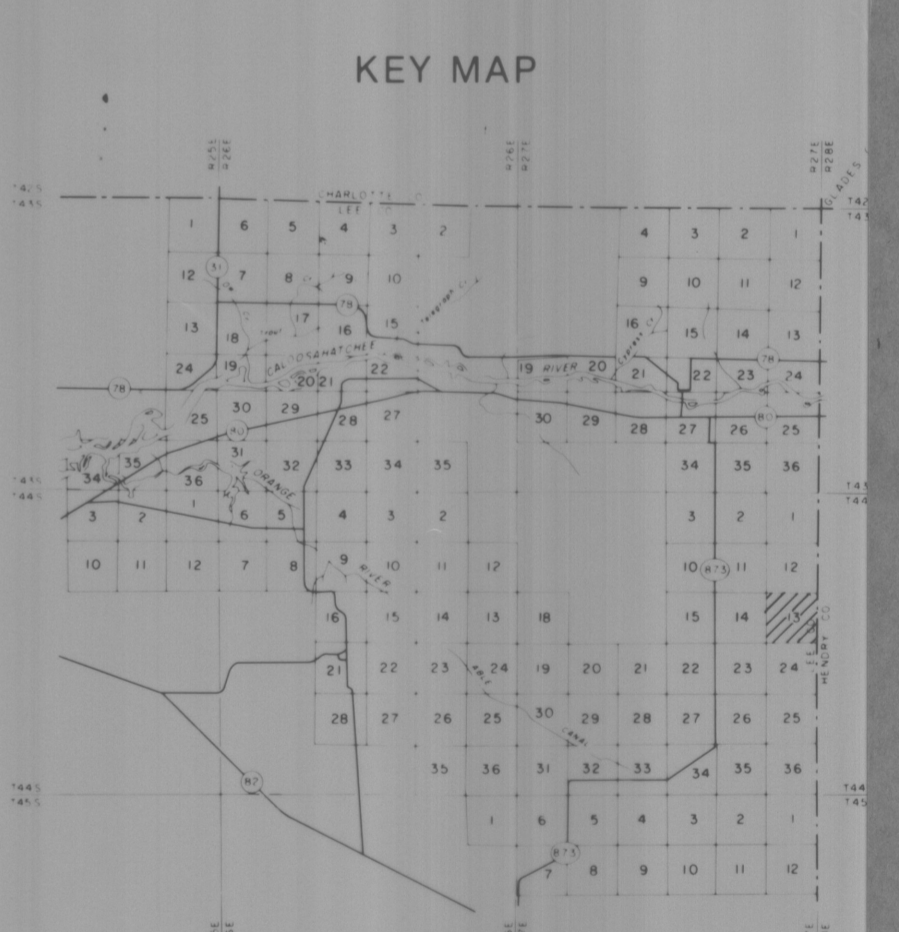 KEY MAP
R25E R26E
R26E R27E
R27E R28E
T42S
T43S
CHARLOTTE C
LEE C
GLADES
T42
T43
1 6 5 4 3 2 4 3 2 1
31
12 7 8 9 10 9 10 11 12
78
13 18 17 16 15 16 15 14 13
78
CALOOSAHATCHEE RIVER
24 19 20 21 22 19 20 21 22 23 24
78
25 30 29 28 27 30 29 28 27 26 25
80
80
34 35 36 31 32 33 34 35 34 35 36
ORANGE
T43S
T44S
T43
T44
3 2 1 6 5 4 3 2 3 2 1
10 11 12 7 8 9 10 11 12 10 11 12
RIVER
873
16 15 14 13 18 15 14 13
HENDRY CO
21 22 23 24 19 20 21 22 23 24
ABLE CANAL
28 27 26 25 30 29 28 27 26 25
35 36 31 32 33 34 35 36
82
T44S
T45S
T44
T45
1 6 5 4 3 2 1
873
7 8 9 10 11 12